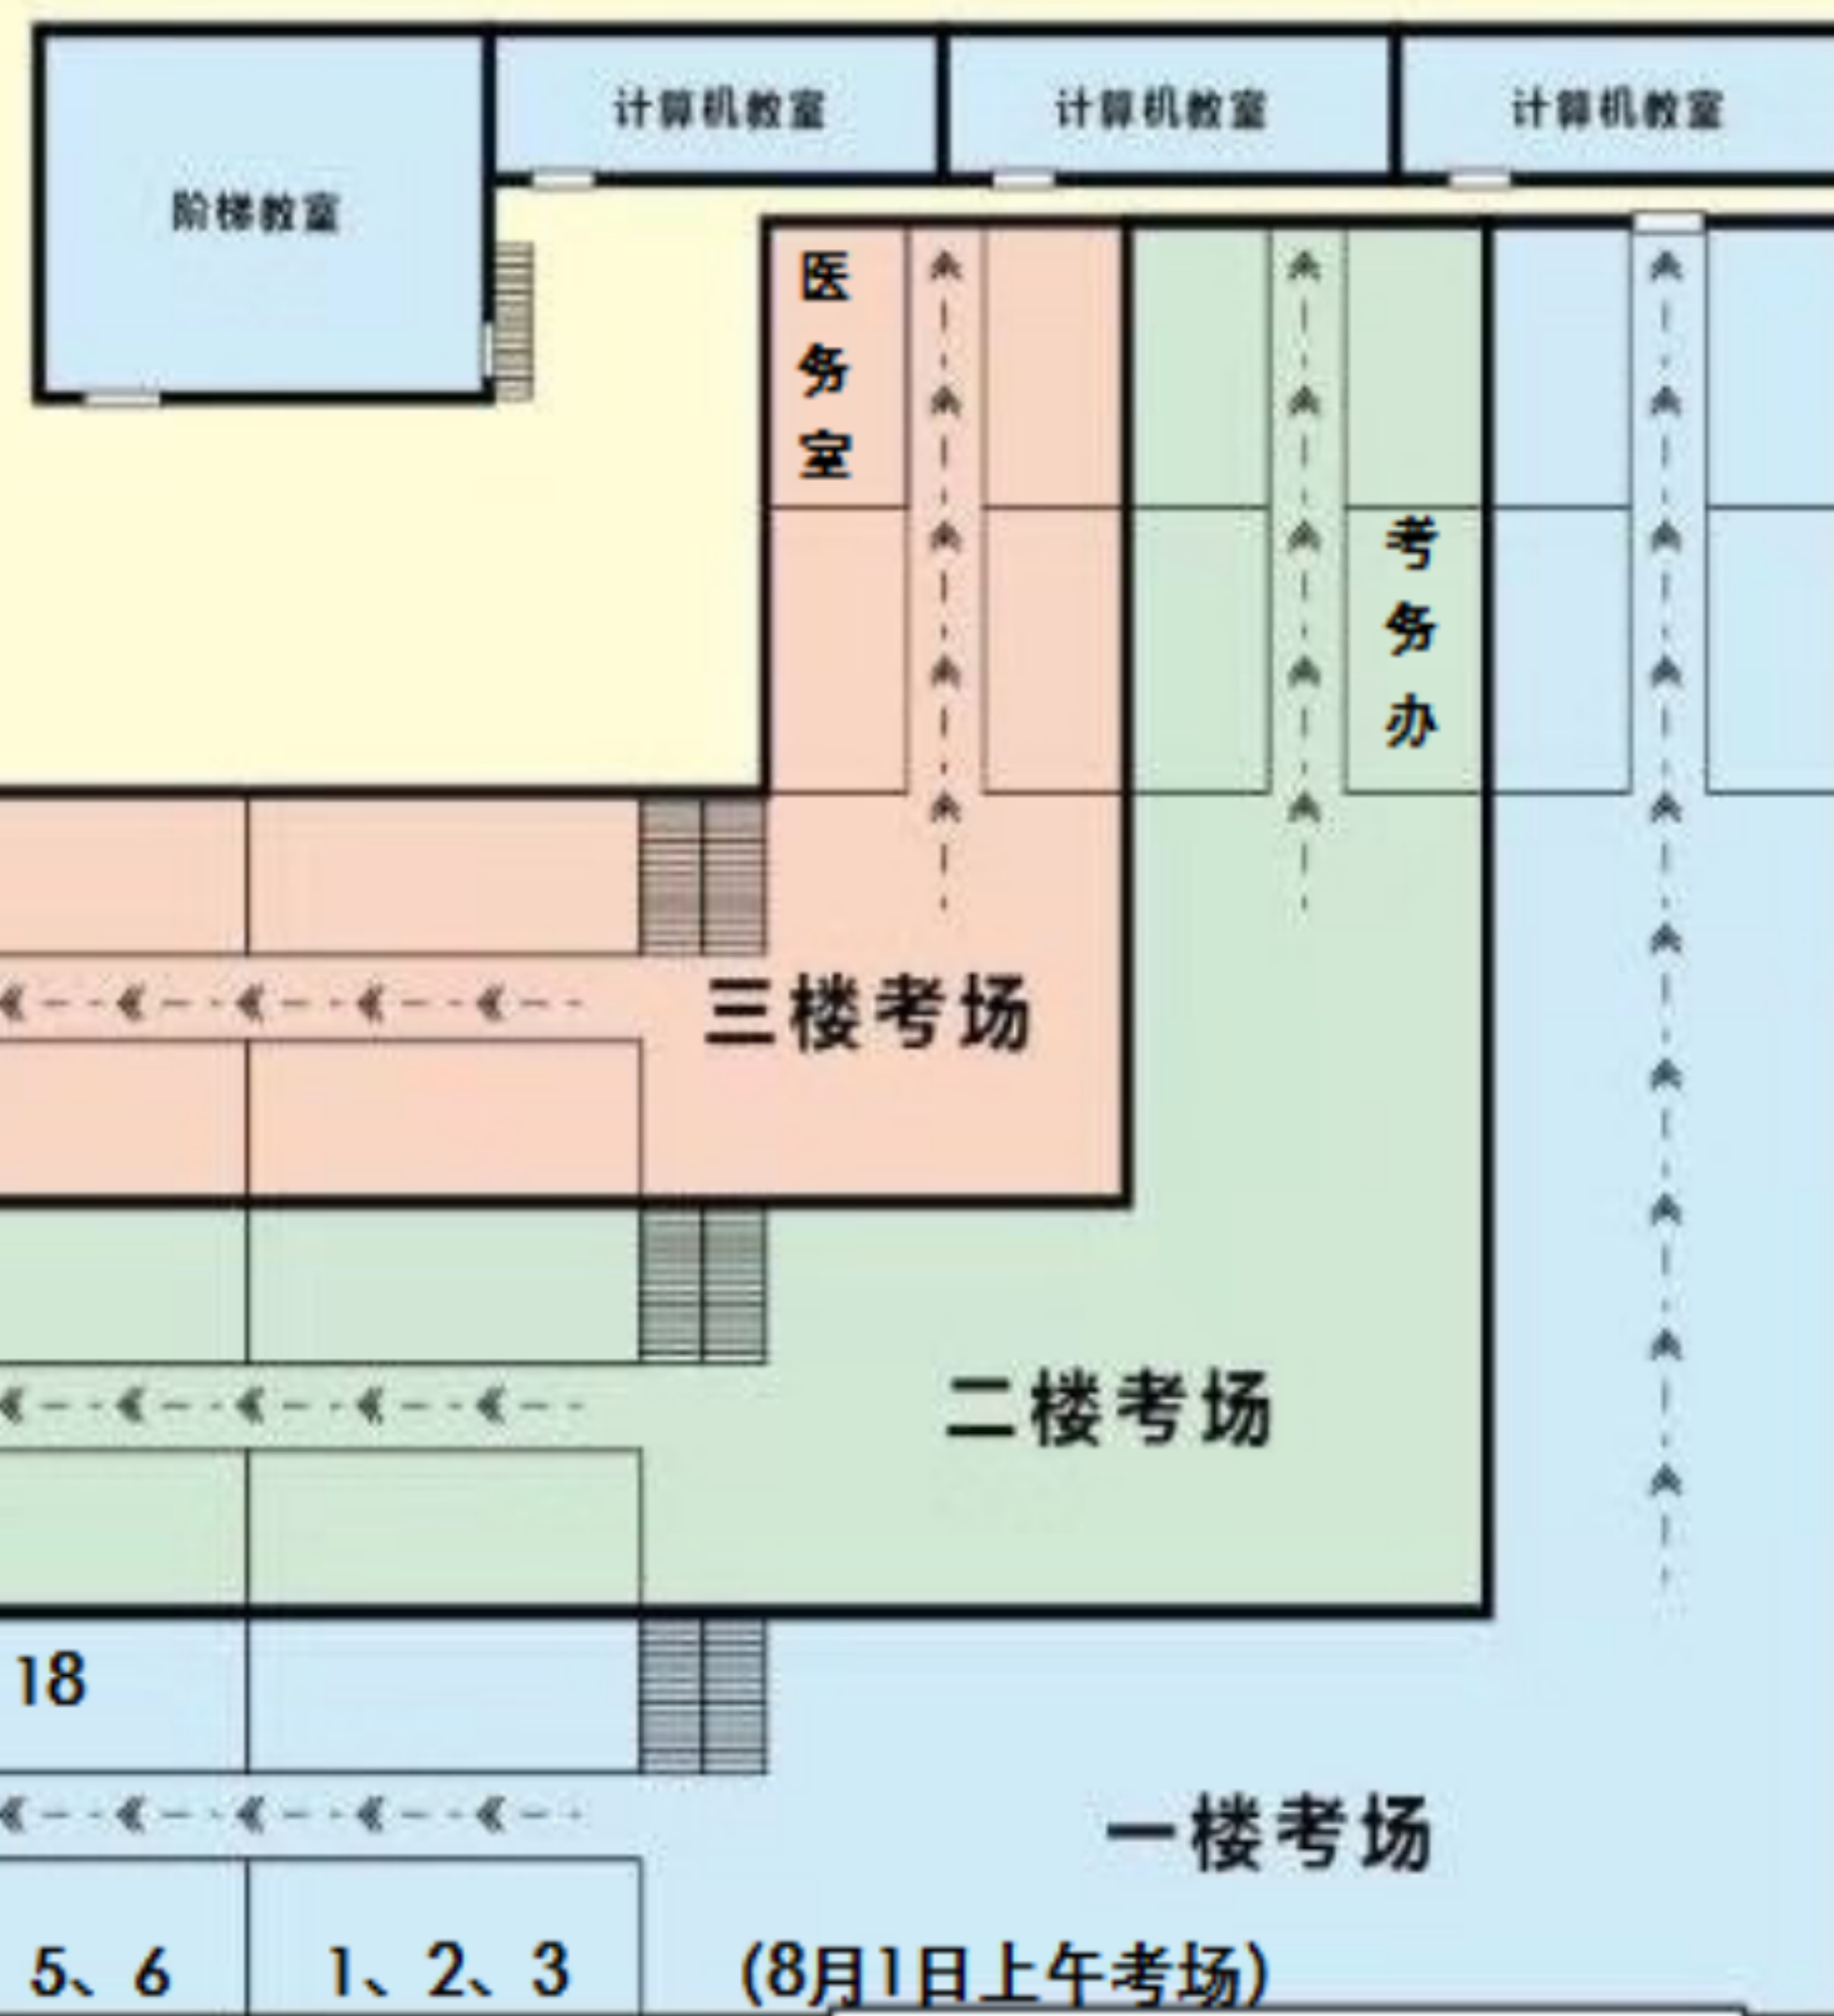 计算机教室
计算机教室
计算机教室
阶梯教室
医务室
考务办
三楼考场
二楼考场
18
一楼考场
5、6
1、2、3
(8月1日上午考场)